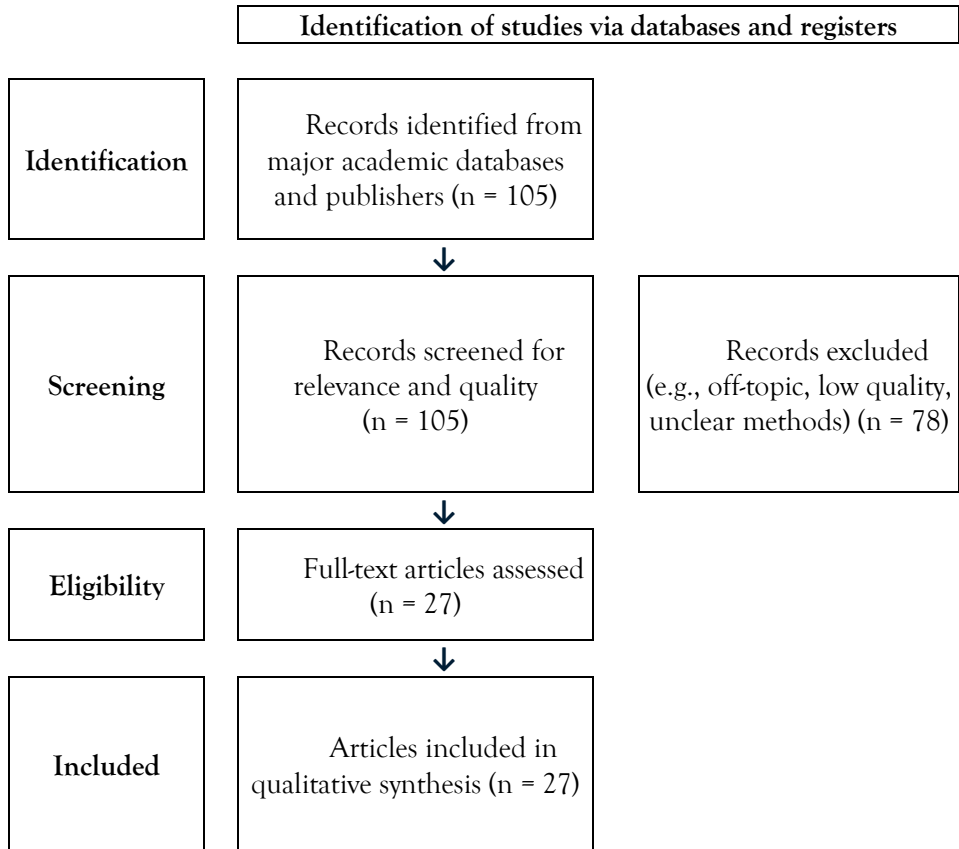 Identification of studies via databases and registers
Identification
Records identified from
major academic databases
and publishers (n = 105)
Screening
Records screened for
relevance and quality
(n = 105)
Records excluded
(e.g., off-topic, low quality,
unclear methods) (n = 78)
Eligibility
Full-text articles assessed
(n = 27)
Included
Articles included in
qualitative synthesis (n = 27)